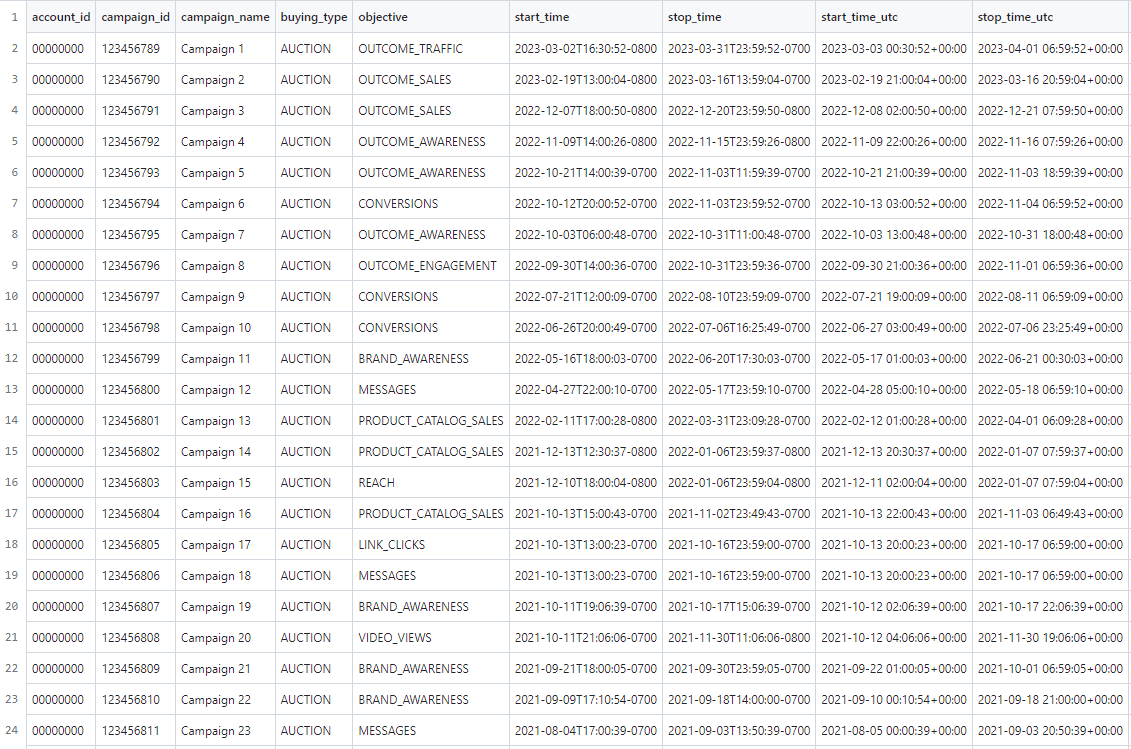 1 account_id campaign_id campaign_name buying_type objective start_time stop_time start_time_utc stop_time_utc
2 00000000 123456789 Campaign 1 AUCTION OUTCOME_TRAFFIC 2023-03-02T16:30:52-0800 2023-03-31T23:59:52-0700 2023-03-03 00:30:52+00:00 2023-04-01 06:59:52+00:00
3 00000000 123456790 Campaign 2 AUCTION OUTCOME_SALES 2023-02-19T13:00:04-0800 2023-03-16T13:59:04-0700 2023-02-19 21:00:04+00:00 2023-03-16 20:59:04+00:00
4 00000000 123456791 Campaign 3 AUCTION OUTCOME_SALES 2022-12-07T18:00:50-0800 2022-12-20T23:59:50-0800 2022-12-08 02:00:50+00:00 2022-12-21 07:59:50+00:00
5 00000000 123456792 Campaign 4 AUCTION OUTCOME_AWARENESS 2022-11-09T14:00:26-0800 2022-11-15T23:59:26-0800 2022-11-09 22:00:26+00:00 2022-11-16 07:59:26+00:00
6 00000000 123456793 Campaign 5 AUCTION OUTCOME_AWARENESS 2022-10-21T14:00:39-0700 2022-11-03T11:59:39-0700 2022-10-21 21:00:39+00:00 2022-11-03 18:59:39+00:00
7 00000000 123456794 Campaign 6 AUCTION CONVERSIONS 2022-10-12T20:00:52-0700 2022-11-03T23:59:52-0700 2022-10-13 03:00:52+00:00 2022-11-04 06:59:52+00:00
8 00000000 123456795 Campaign 7 AUCTION OUTCOME_AWARENESS 2022-10-03T06:00:48-0700 2022-10-31T11:00:48-0700 2022-10-03 13:00:48+00:00 2022-10-31 18:00:48+00:00
9 00000000 123456796 Campaign 8 AUCTION OUTCOME_ENGAGEMENT 2022-09-30T14:00:36-0700 2022-10-31T23:59:36-0700 2022-09-30 21:00:36+00:00 2022-11-01 06:59:36+00:00
10 00000000 123456797 Campaign 9 AUCTION CONVERSIONS 2022-07-21T12:00:09-0700 2022-08-10T23:59:09-0700 2022-07-21 19:00:09+00:00 2022-08-11 06:59:09+00:00
11 00000000 123456798 Campaign 10 AUCTION CONVERSIONS 2022-06-26T20:00:49-0700 2022-07-06T16:25:49-0700 2022-06-27 03:00:49+00:00 2022-07-06 23:25:49+00:00
12 00000000 123456799 Campaign 11 AUCTION BRAND_AWARENESS 2022-05-16T18:00:03-0700 2022-06-20T17:30:03-0700 2022-05-17 01:00:03+00:00 2022-06-21 00:30:03+00:00
13 00000000 123456800 Campaign 12 AUCTION MESSAGES 2022-04-27T22:00:10-0700 2022-05-17T23:59:10-0700 2022-04-28 05:00:10+00:00 2022-05-18 06:59:10+00:00
14 00000000 123456801 Campaign 13 AUCTION PRODUCT_CATALOG_SALES 2022-02-11T17:00:28-0800 2022-03-31T23:09:28-0700 2022-02-12 01:00:28+00:00 2022-04-01 06:09:28+00:00
15 00000000 123456802 Campaign 14 AUCTION PRODUCT_CATALOG_SALES 2021-12-13T12:30:37-0800 2022-01-06T23:59:37-0800 2021-12-13 20:30:37+00:00 2022-01-07 07:59:37+00:00
16 00000000 123456803 Campaign 15 AUCTION REACH 2021-12-10T18:00:04-0800 2022-01-06T23:59:04-0800 2021-12-11 02:00:04+00:00 2022-01-07 07:59:04+00:00
17 00000000 123456804 Campaign 16 AUCTION PRODUCT_CATALOG_SALES 2021-10-13T15:00:43-0700 2021-11-02T23:49:43-0700 2021-10-13 22:00:43+00:00 2021-11-03 06:49:43+00:00
18 00000000 123456805 Campaign 17 AUCTION LINK_CLICKS 2021-10-13T13:00:23-0700 2021-10-16T23:59:00-0700 2021-10-13 20:00:23+00:00 2021-10-17 06:59:00+00:00
19 00000000 123456806 Campaign 18 AUCTION MESSAGES 2021-10-13T13:00:23-0700 2021-10-16T23:59:00-0700 2021-10-13 20:00:23+00:00 2021-10-17 06:59:00+00:00
20 00000000 123456807 Campaign 19 AUCTION BRAND_AWARENESS 2021-10-11T19:06:39-0700 2021-10-17T15:06:39-0700 2021-10-12 02:06:39+00:00 2021-10-17 22:06:39+00:00
21 00000000 123456808 Campaign 20 AUCTION VIDEO_VIEWS 2021-10-11T21:06:06-0700 2021-11-30T11:06:06-0800 2021-10-12 04:06:06+00:00 2021-11-30 19:06:06+00:00
22 00000000 123456809 Campaign 21 AUCTION BRAND_AWARENESS 2021-09-21T18:00:05-0700 2021-09-30T23:59:05-0700 2021-09-22 01:00:05+00:00 2021-10-01 06:59:05+00:00
23 00000000 123456810 Campaign 22 AUCTION BRAND_AWARENESS 2021-09-09T17:10:54-0700 2021-09-18T14:00:00-0700 2021-09-10 00:10:54+00:00 2021-09-18 21:00:00+00:00
24 00000000 123456811 Campaign 23 AUCTION MESSAGES 2021-08-04T17:00:39-0700 2021-09-03T13:50:39-0700 2021-08-05 00:00:39+00:00 2021-09-03 20:50:39+00:00